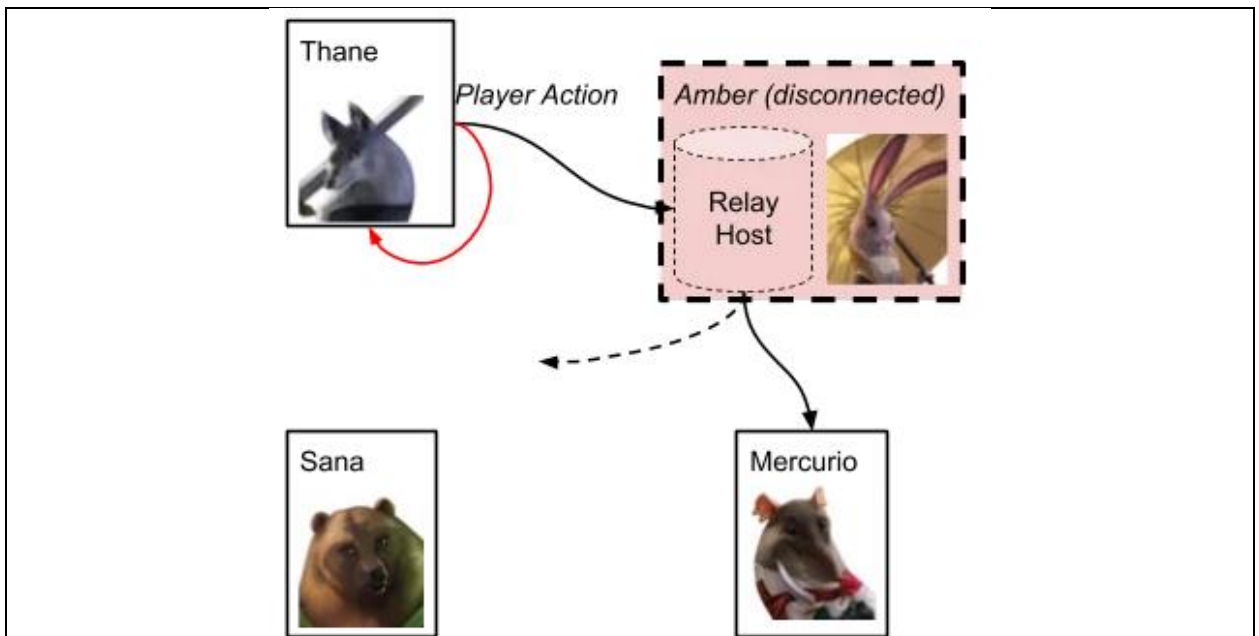 Thane
Player Action
Amber (disconnected)
Relay
Host
Sana
Mercurio